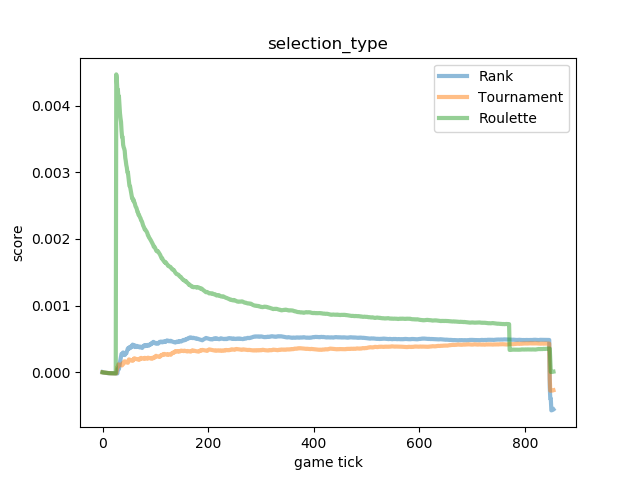 selection_type
Rank
Tournament
Roulette
0.004
0.003
0.002
0.001
0.000
score
0 200 400 600 800
game tick